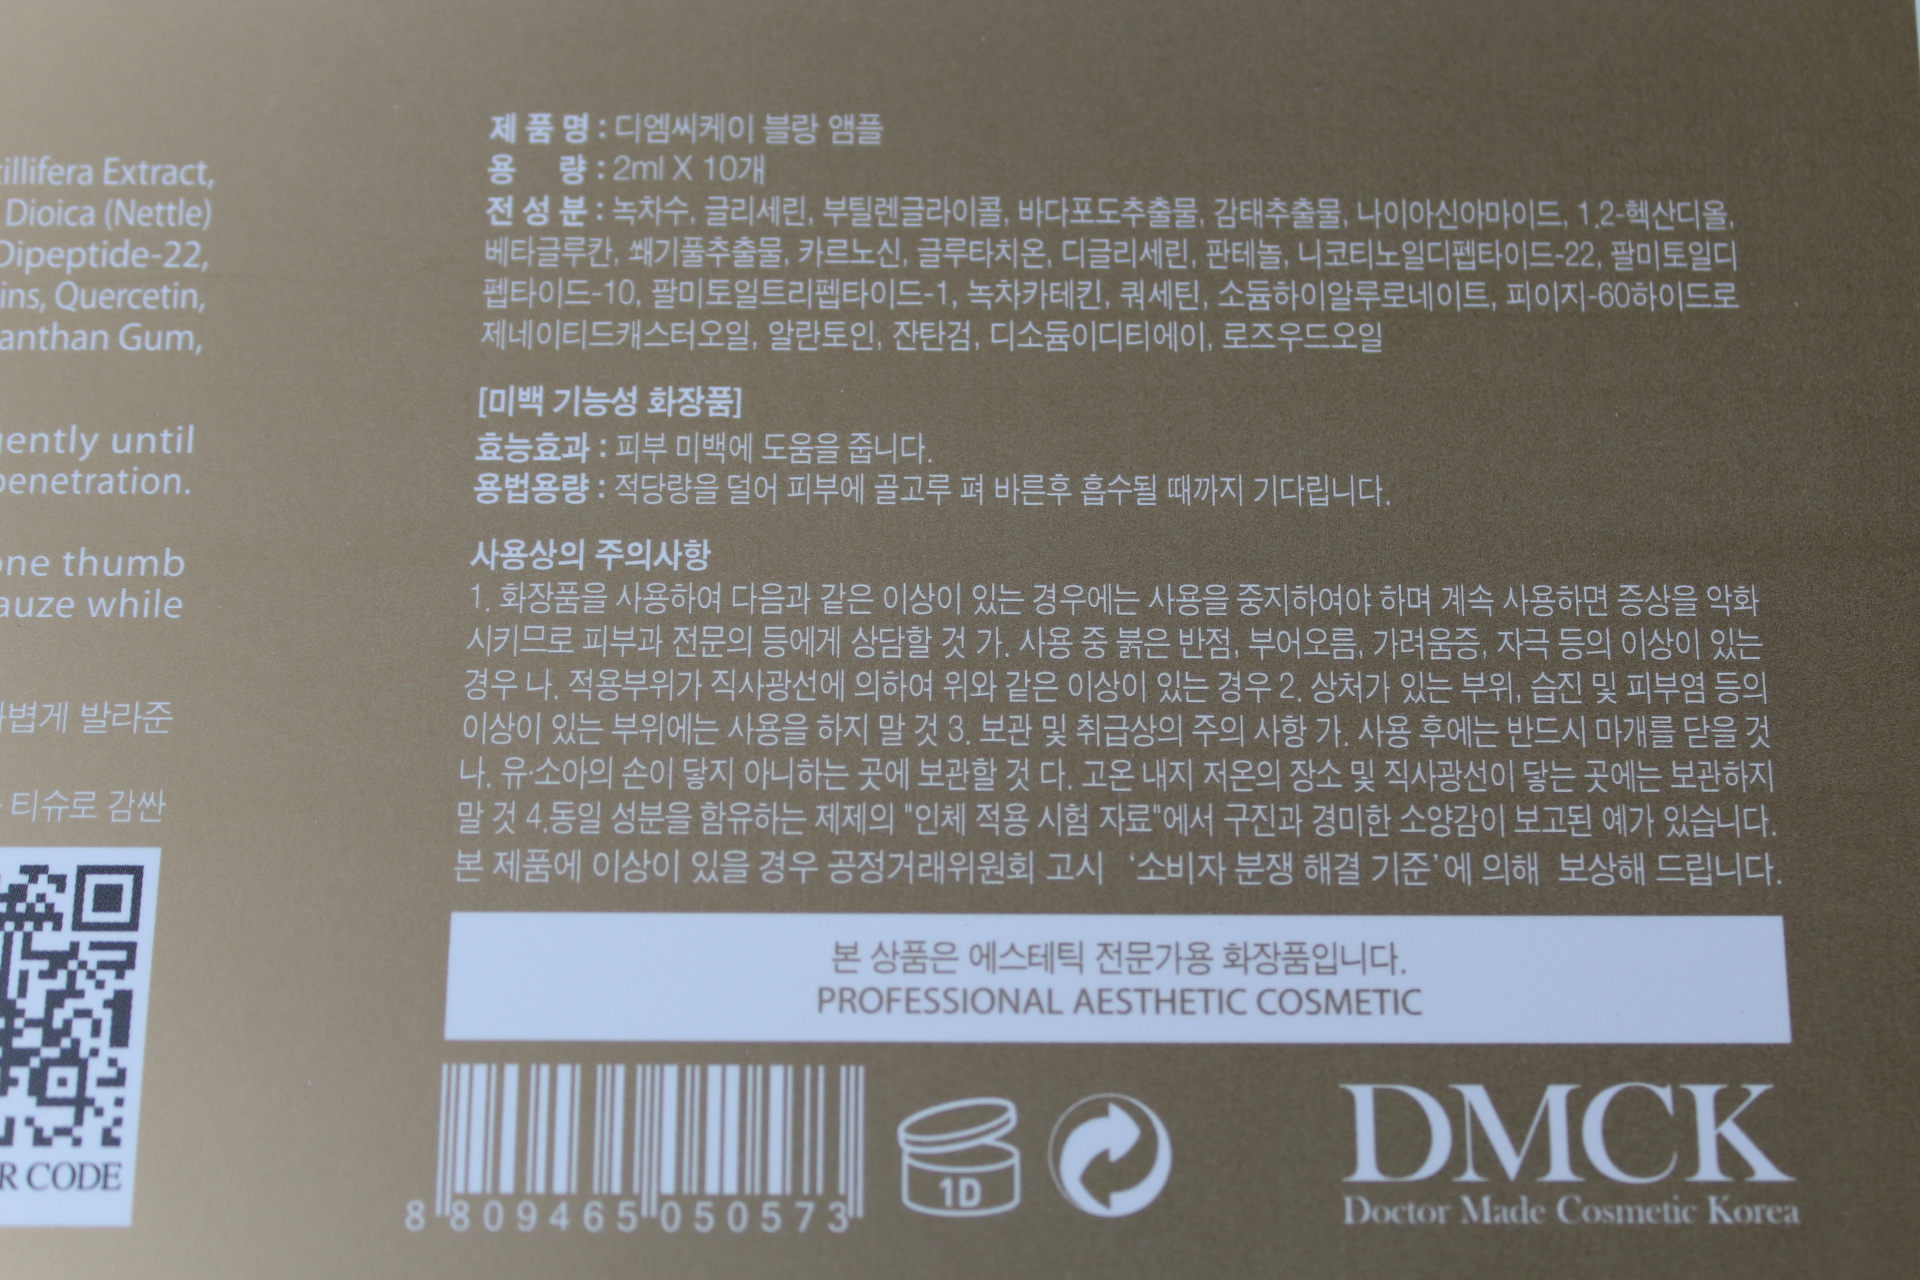 illifera Extract,
Dioica (Nettle)
Dipeptide-22,
ins, Quercetin,
anthan Gum,
gently until
penetration.
one thumb
auze while
볍게 발라준
티슈로 감싼
R CODE
제 품 명 : 디엠씨케이 블랑 앰플
용 량 : 2ml X 10개
전 성 분 : 녹차수, 글리세린, 부틸렌글라이콜, 바다포도추출물, 감태추출물, 나이아신아마이드, 1,2-헥산디올,
베타글루칸, 쐐기풀추출물, 카르노신, 글루타치온, 디글리세린, 판테놀, 니코티노일디펩타이드-22, 팔미토일디
펩타이드-10, 팔미토일트리펩타이드-1, 녹차카테킨, 쿼세틴, 소듐하이알루로네이트, 피이지-60하이드로
제네이티드캐스터오일, 알란토인, 잔탄검, 디소듐이디티에이, 로즈우드오일
[미백 기능성 화장품]
효능효과 : 피부 미백에 도움을 줍니다.
용법용량 : 적당량을 덜어 피부에 골고루 펴 바른후 흡수될 때까지 기다립니다.
사용상의 주의사항
1. 화장품을 사용하여 다음과 같은 이상이 있는 경우에는 사용을 중지하여야 하며 계속 사용하면 증상을 악화
시키므로 피부과 전문의 등에게 상담할 것 가. 사용 중 붉은 반점, 부어오름, 가려움증, 자극 등의 이상이 있는
경우 나. 적용부위가 직사광선에 의하여 위와 같은 이상이 있는 경우 2. 상처가 있는 부위, 습진 및 피부염 등의
이상이 있는 부위에는 사용을 하지 말 것 3. 보관 및 취급상의 주의 사항 가. 사용 후에는 반드시 마개를 닫을 것
나. 유·소아의 손이 닿지 아니하는 곳에 보관할 것 다. 고온 내지 저온의 장소 및 직사광선이 닿는 곳에는 보관하지
말 것 4.동일 성분을 함유하는 제제의 "인체 적용 시험 자료"에서 구진과 경미한 소양감이 보고된 예가 있습니다.
본 제품에 이상이 있을 경우 공정거래위원회 고시 '소비자 분쟁 해결 기준'에 의해 보상해 드립니다.
본 상품은 에스테틱 전문가용 화장품입니다.
PROFESSIONAL AESTHETIC COSMETIC
8 809465 050573
1D
DMCK
Doctor Made Cosmetic Korea